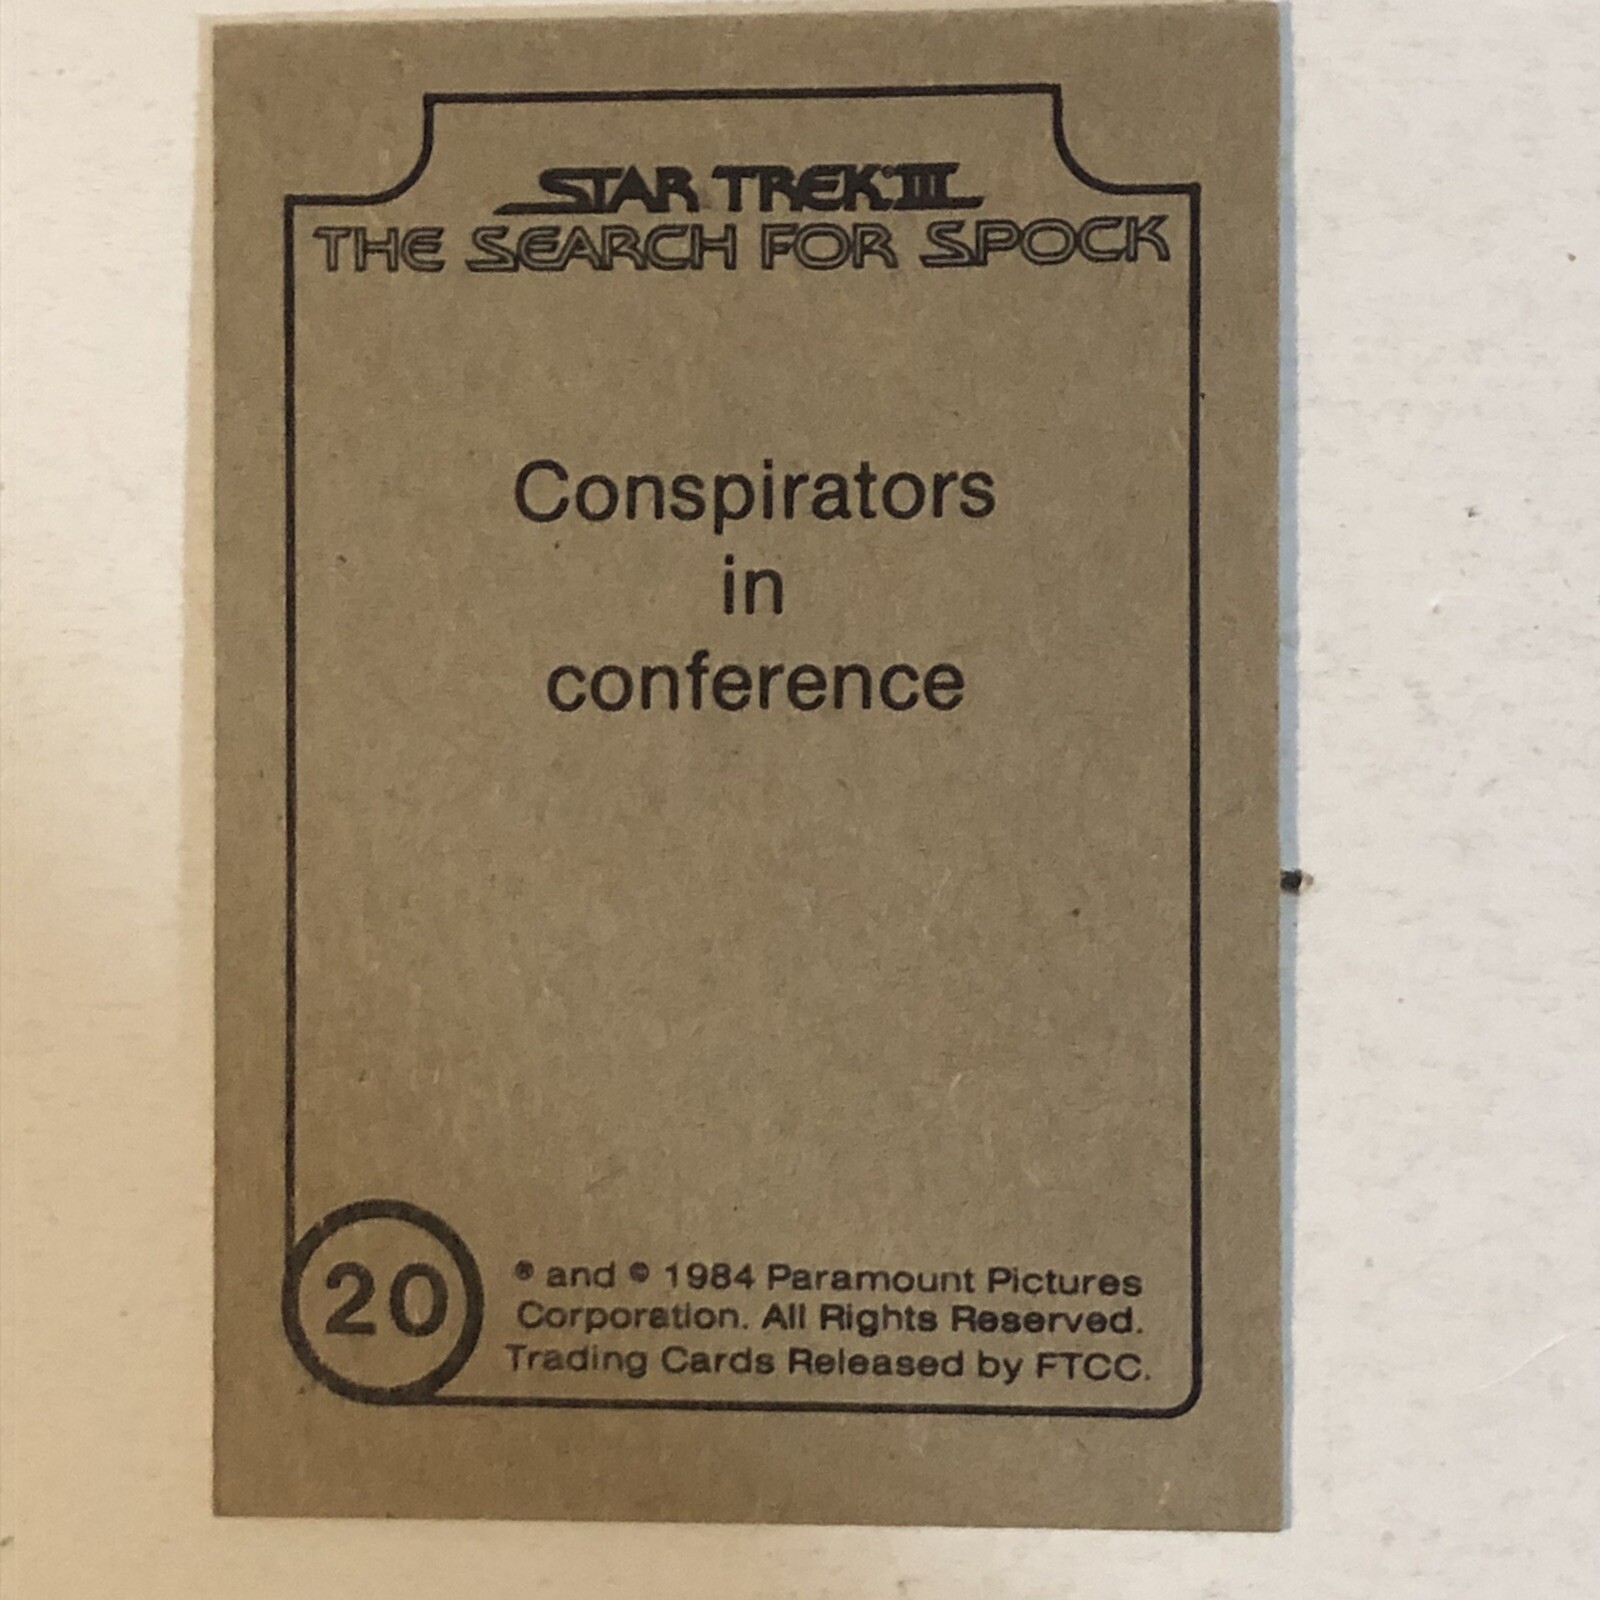 STAR TREK III
THE SEARCH FOR SPOCK
Conspirators
in
conference
20
® and © 1984 Paramount Pictures
Corporation. All Rights Reserved.
Trading Cards Released by FTCC.